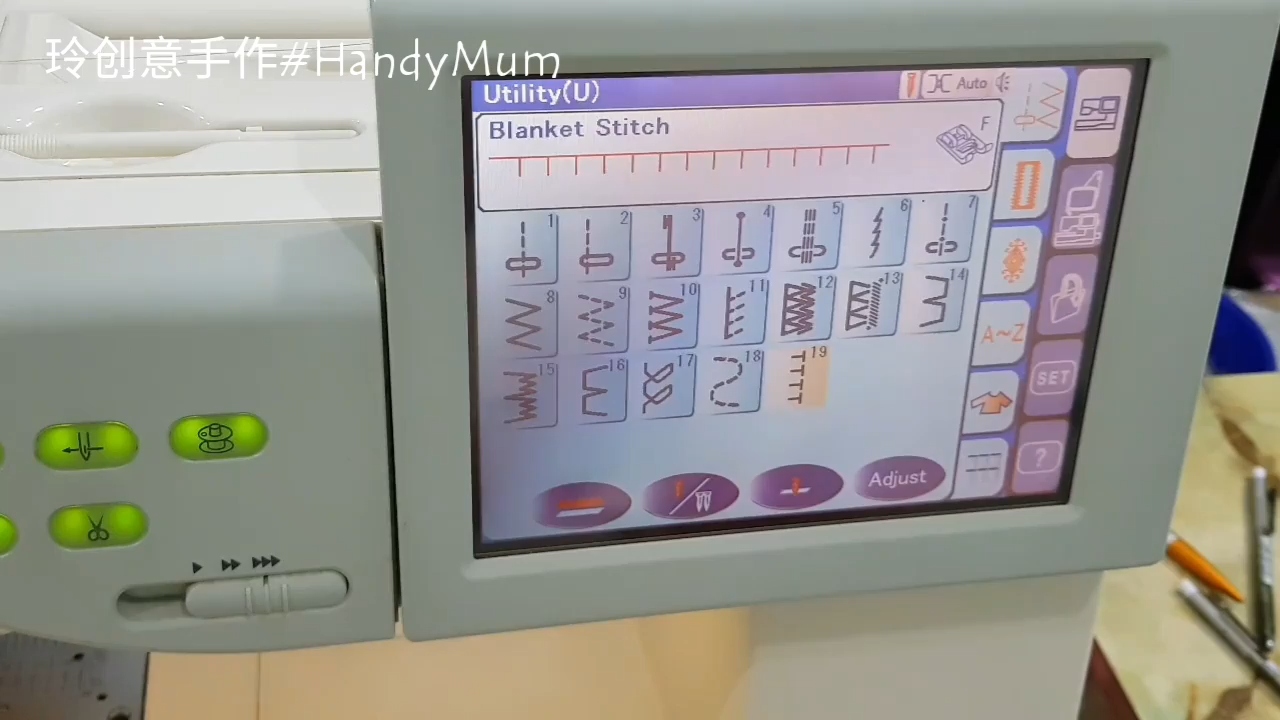 玲创意手作#HandyMum
Utility(U)
Auto
Blanket Stitch
F
1 2 3 4 5 6 7
8 9 10 11 12 13 14
15 16 17 18 19
A~Z
SET
?
Adjust